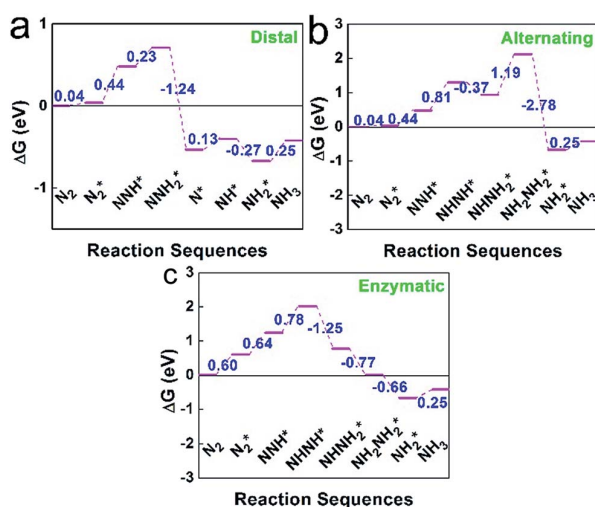 a
Distal
ΔG (eV)
1
0
-1
0.04
0.44
0.23
-1.24
0.13
-0.27
0.25
N₂
N₂*
NNH*
NNH₂*
N*
NH*
NH₂*
NH₃
Reaction Sequences
b
Alternating
ΔG (eV)
3
2
1
0
-1
-2
-3
0.04
0.44
0.81
-0.37
1.19
-2.78
0.25
N₂
N₂*
NNH*
NHNH*
NHNH₂*
NH₂NH₂*
NH₂*
NH₃
Reaction Sequences
c
Enzymatic
ΔG (eV)
3
2
1
0
-1
-2
-3
0.60
0.64
0.78
-1.25
-0.77
-0.66
0.25
N₂
N₂*
NNH*
NHNH*
NHNH₂*
NH₂NH₂*
NH₂*
NH₃
Reaction Sequences